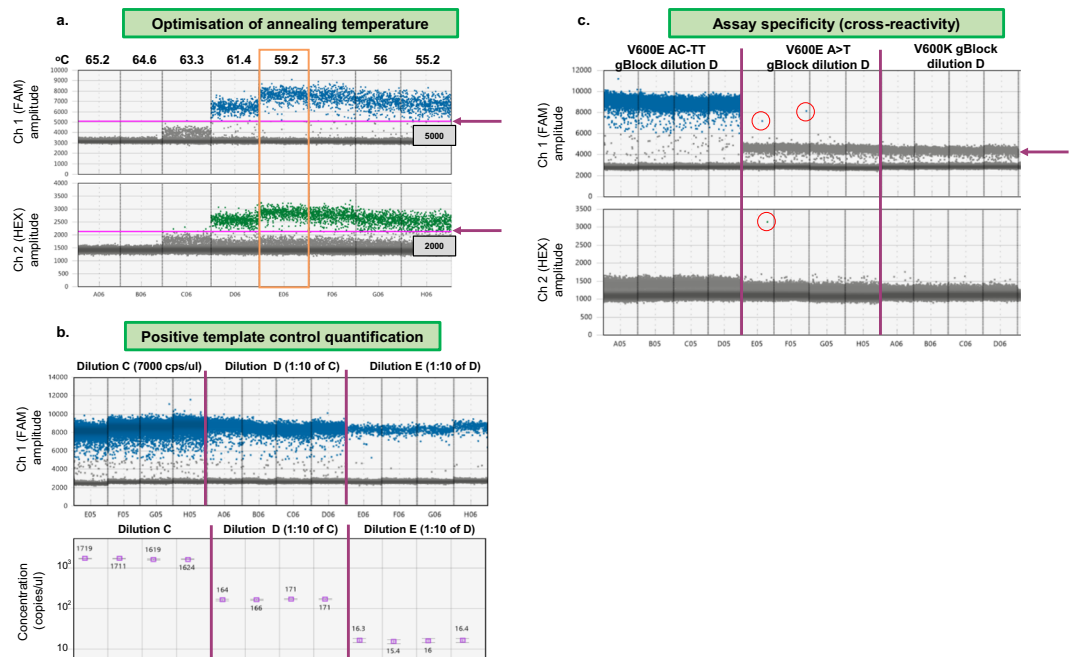 a.
Optimisation of annealing temperature
ºC 65.2 64.6 63.3 61.4 59.2 57.3 56 55.2
Ch 1 (FAM)
amplitude
10000
9000
8000
7000
6000
5000
4000
3000
2000
1000
0
5000
Ch 2 (HEX)
amplitude
4000
3500
3000
2500
2000
1500
1000
500
0
2000
A06 B06 C06 D06 E06 F06 G06 H06
b.
Positive template control quantification
Dilution C (7000 cps/ul) Dilution D (1:10 of C) Dilution E (1:10 of D)
Ch 1 (FAM)
amplitude
14000
12000
10000
8000
6000
4000
2000
0
E05 F05 G05 H05 A06 B06 C06 D06 E06 F06 G06 H06
Dilution C Dilution D (1:10 of C) Dilution E (1:10 of D)
Concentration
(copies/ul)
10³
10²
10
1719 1711 1619 1624
164 166 171 171
16.3 15.4 16 16.4
c.
Assay specificity (cross-reactivity)
V600E AC-TT
gBlock dilution D
V600E A>T
gBlock dilution D
V600K gBlock
dilution D
Ch 1 (FAM)
amplitude
12000
10000
8000
6000
4000
2000
0
Ch 2 (HEX)
amplitude
3500
3000
2500
2000
1500
1000
500
0
A05 B05 C05 D05 E05 F05 G05 H05 A06 B06 C06 D06